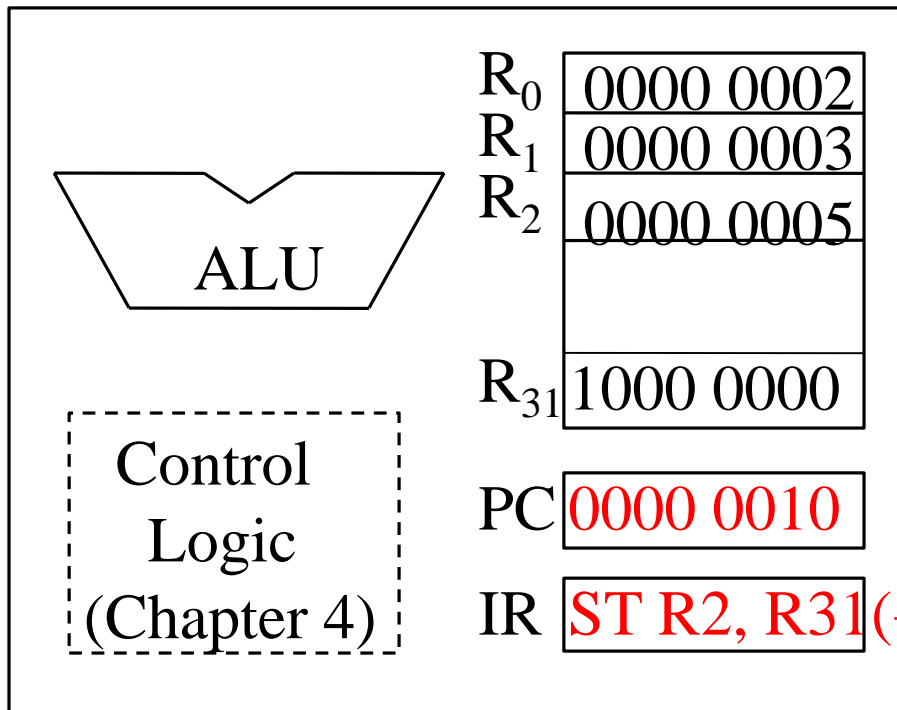 R0 0000 0002
R1 0000 0003
R2 0000 0005
ALU
R31 1000 0000
Control
Logic
(Chapter 4)
PC 0000 0010
IR ST R2, R31(